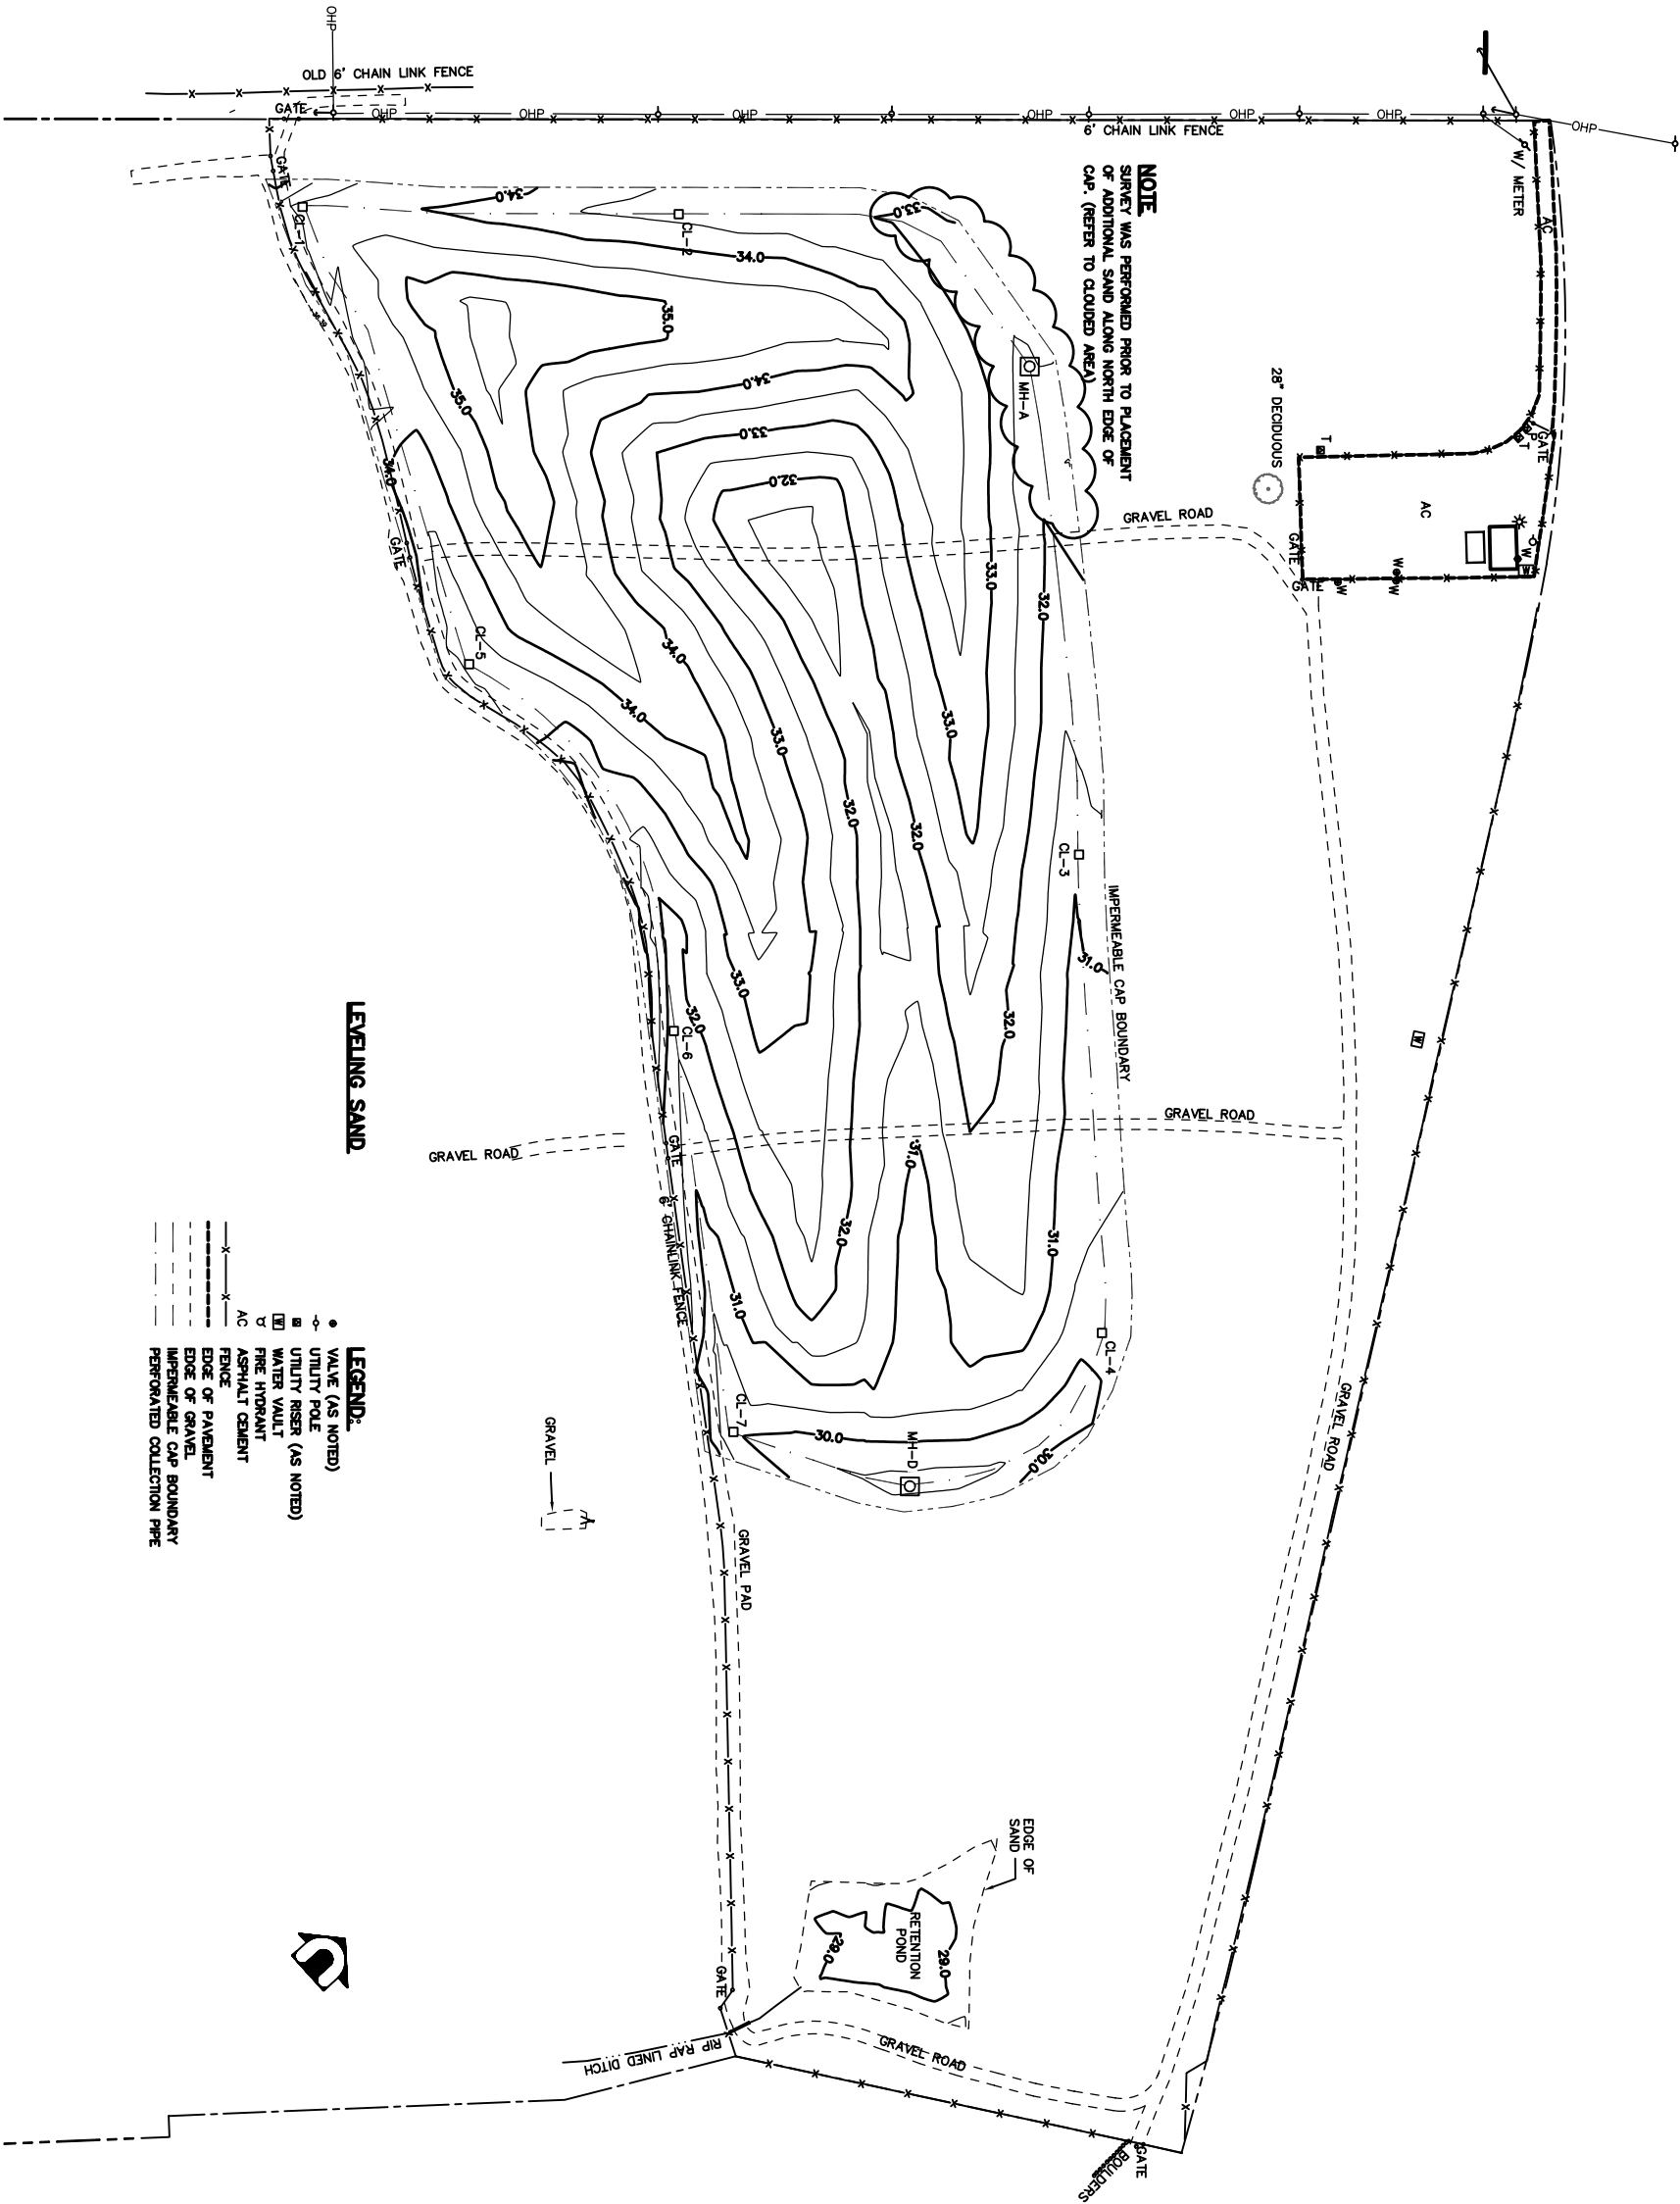 OHP
OLD 6' CHAIN LINK FENCE
GATE
OHP
OHP
OHP
OHP
OHP
OHP
OHP
6' CHAIN LINK FENCE
W/ METER
AC
GATE
NOTE
SURVEY WAS PERFORMED PRIOR TO PLACEMENT
OF ADDITIONAL SAND ALONG NORTH EDGE OF
CAP. (REFER TO CLOUDED AREA)
CL-1
CL-2
34.0
34.0
33.0
35.0
35.0
34.0
34.0
33.0
32.0
MH-A
28" DECIDUOUS
T
T
GATE
AC
W
W
W
W
W
GATE
GATE
GRAVEL ROAD
GATE
33.0
32.0
CL-5
34.0
34.0
33.0
33.0
32.0
32.0
CL-3
IMPERMEABLE CAP BOUNDARY
31.0
33.0
32.0
32.0
CL-6
W
LEVELING SAND
GRAVEL ROAD
GRAVEL ROAD
GATE
31.0
6' CHAINLINK FENCE
32.0
31.0
31.0
CL-4
CL-7
30.0
MH-D
30.0
GRAVEL ROAD
LEGEND:
VALVE (AS NOTED)
UTILITY POLE
UTILITY RISER (AS NOTED)
W WATER VAULT
FIRE HYDRANT
AC ASPHALT CEMENT
FENCE
EDGE OF PAVEMENT
EDGE OF GRAVEL
IMPERMEABLE CAP BOUNDARY
PERFORATED COLLECTION PIPE
GRAVEL
GRAVEL PAD
EDGE OF
SAND
RETENTION
POND
29.0
29.0
GATE
RIP RAP LINED DITCH
GRAVEL ROAD
GATE
BOULDERS